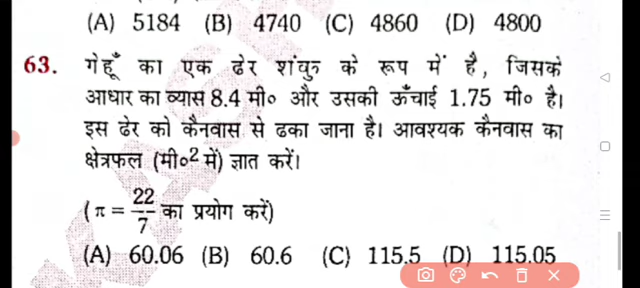 (A) 5184 (B) 4740 (C) 4860 (D) 4800
63. गेहूँ का एक ढेर शंकु के रूप में है, जिसके
आधार का व्यास 8.4 मी० और उसकी ऊँचाई 1.75 मी० है।
इस ढेर को कैनवास से ढका जाना है। आवश्यक कैनवास का
क्षेत्रफल (मी०² में) ज्ञात करें।
(π = 22/7 का प्रयोग करें)
(A) 60.06 (B) 60.6 (C) 115.5 (D) 115.05